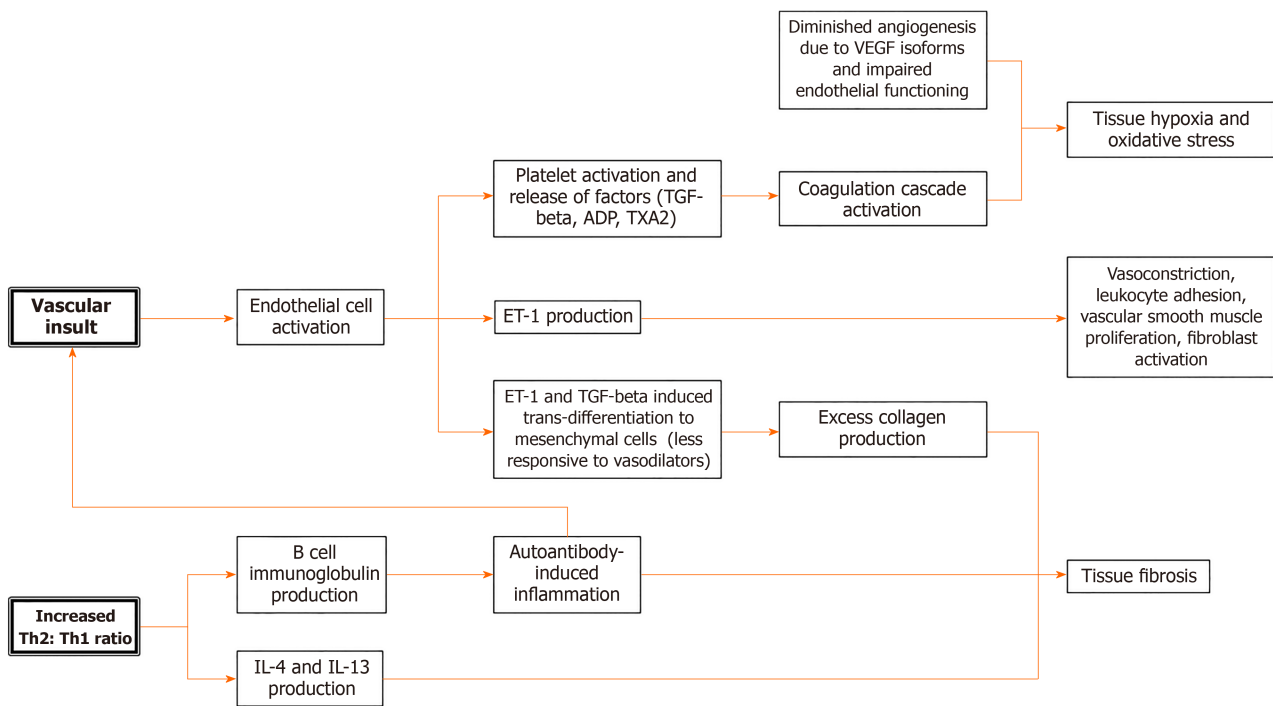 Diminished angiogenesis
due to VEGF isoforms
and impaired
endothelial functioning
Tissue hypoxia and
oxidative stress
Platelet activation and
release of factors (TGF-
beta, ADP, TXA2)
Coagulation cascade
activation
Vascular
insult
Endothelial cell
activation
ET-1 production
Vasoconstriction,
leukocyte adhesion,
vascular smooth muscle
proliferation, fibroblast
activation
ET-1 and TGF-beta induced
trans-differentiation to
mesenchymal cells (less
responsive to vasodilators)
Excess collagen
production
B cell
immunoglobulin
production
Autoantibody-
induced
inflammation
Tissue fibrosis
Increased
Th2: Th1 ratio
IL-4 and IL-13
production